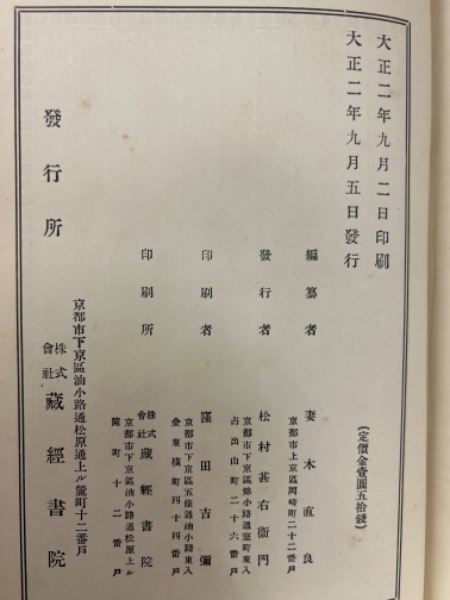 大正二年九月二日印刷
大正二年九月五日發行
(定價金壹圓五拾錢)
編纂者
妻木直良
京都市上京區岡崎町二十二番戶
發行者
松村甚右衞門
京都市下京區錦小路通室町東入
占出山町二十六番戶
印刷者
窪田吉彌
京都市下京區五條通油小路東入
金東橫町四十四番戶
印刷所
株式會社藏經書院
京都市下京區油小路通松原上ル
麓町十二番戶
京都市下京區油小路通松原通上ル麓町十二番戶
發行所
株式會社藏經書院